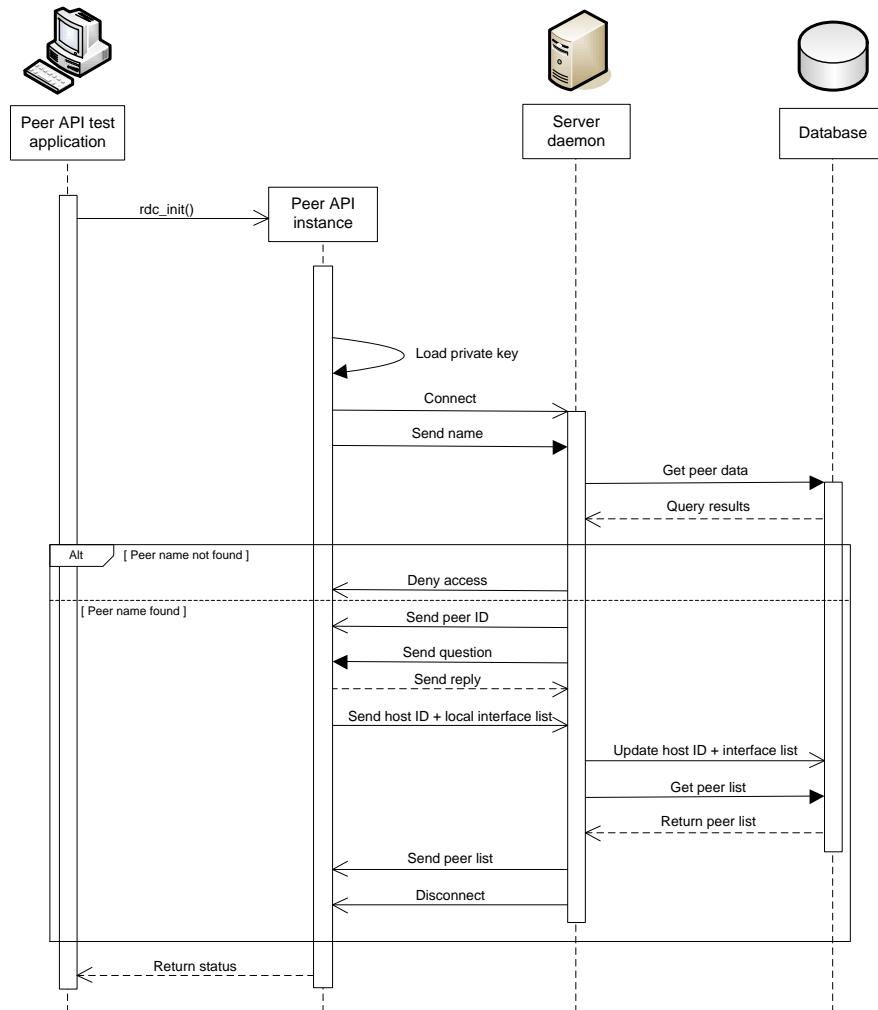 Peer API test
application
Server
daemon
Database
rdc_init()
Peer API
instance
Load private key
Connect
Send name
Get peer data
Query results
Alt
[ Peer name not found ]
Deny access
[ Peer name found ]
Send peer ID
Send question
Send reply
Send host ID + local interface list
Update host ID + interface list
Get peer list
Return peer list
Send peer list
Disconnect
Return status